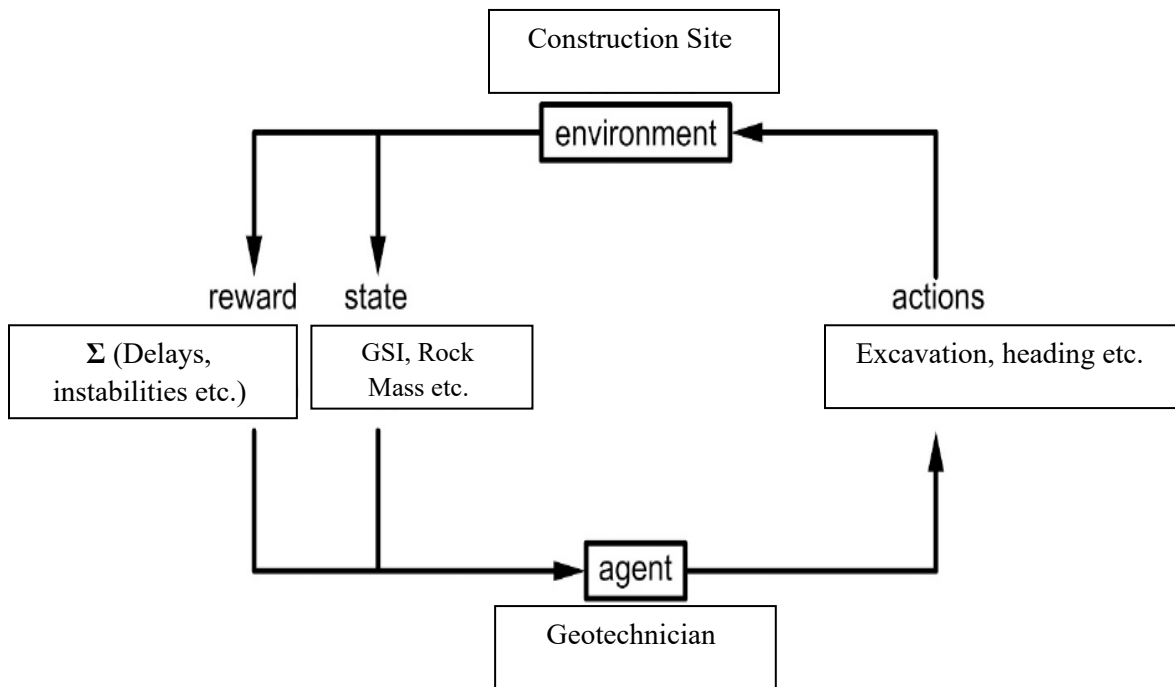 Construction Site
environment
reward
state
actions
Σ (Delays,
instabilities etc.)
GSI, Rock
Mass etc.
Excavation, heading etc.
agent
Geotechnician